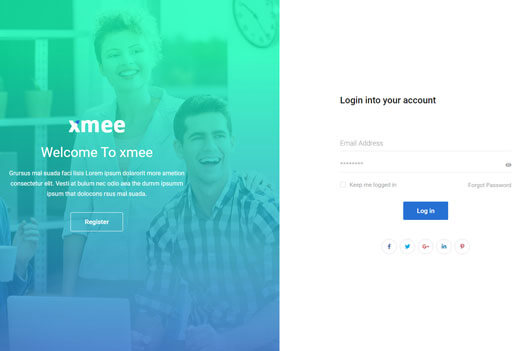 xmee
Welcome To xmee
Grursus mal suada faci lisis Lorem ipsum dolarorit more ametion
consectetur elit. Vesti at bulum nec odio aea the dumm ipsumm
ipsum that dolocons rsus mal suada.
Register
Login into your account
Email Address
********
Keep me logged in
Forgot Password
Log in